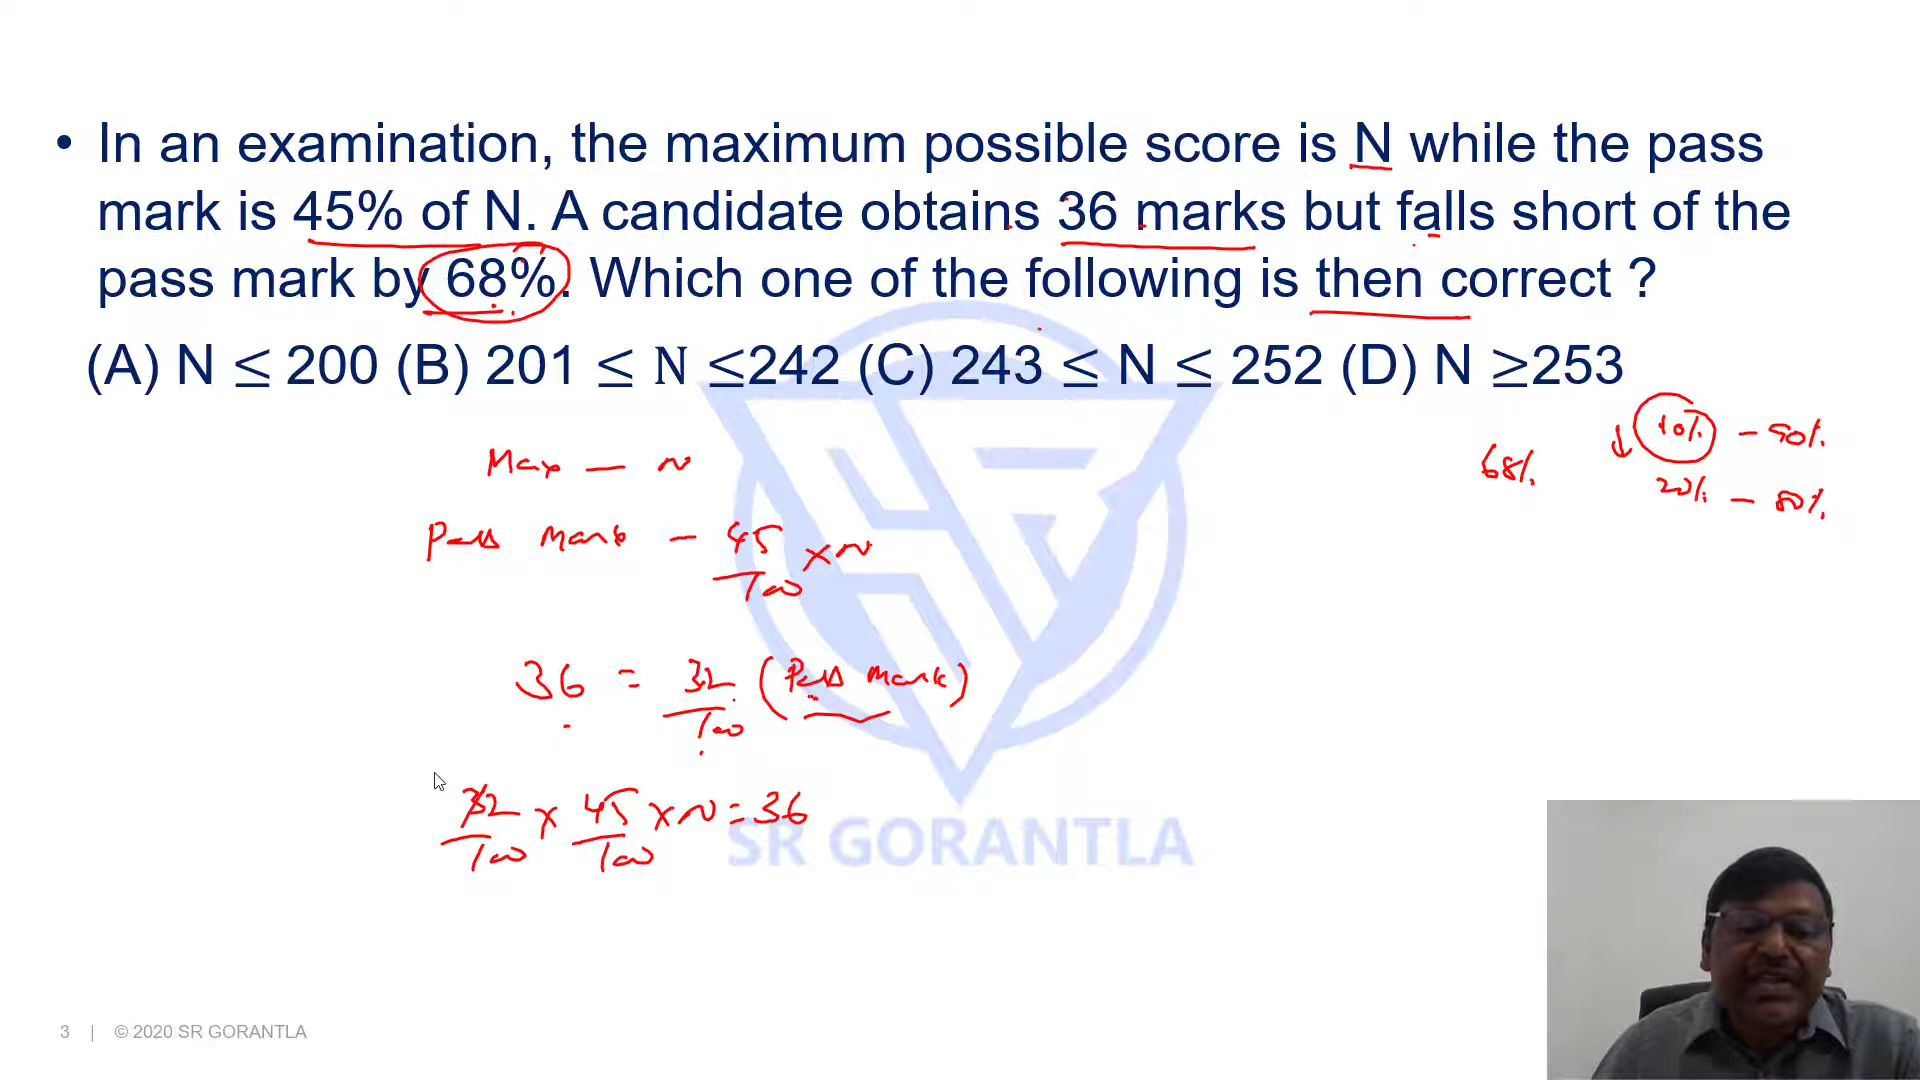 • In an examination, the maximum possible score is N while the pass
mark is 45% of N. A candidate obtains 36 marks but falls short of the
pass mark by 68%. Which one of the following is then correct ?
(A) N ≤ 200 (B) 201 ≤ N ≤242 (C) 243 ≤ N ≤ 252 (D) N ≥253
10% - 90%
68%
20% - 80%
Max - N
Pass Mark - 45/100 × N
36 = 32/100 (Pass Mark)
32/100 × 45/100 × N = 36
SR GORANTLA
3 | © 2020 SR GORANTLA